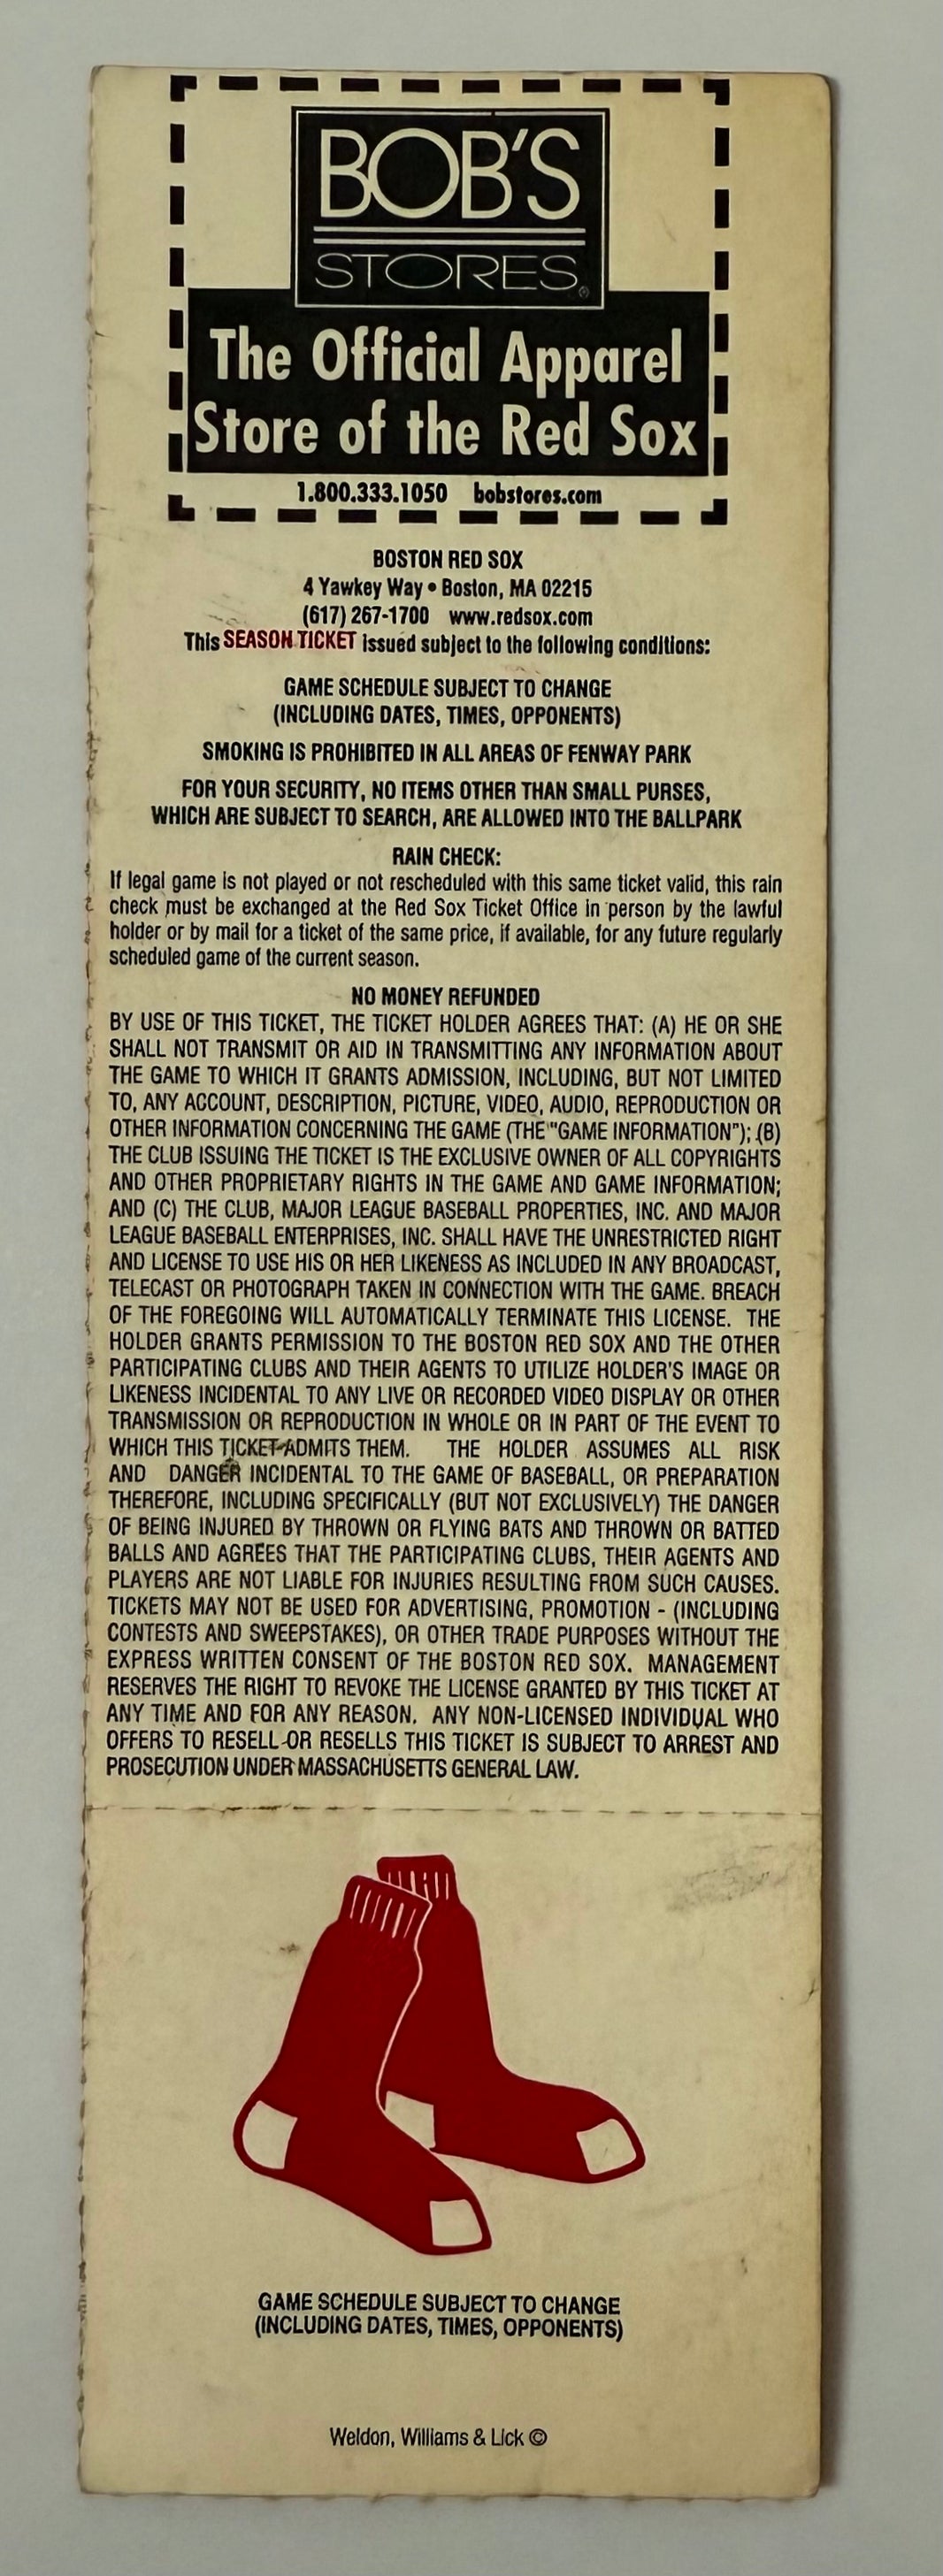 BOB'S
STORES®
The Official Apparel
Store of the Red Sox
1.800.333.1050 bobstores.com
BOSTON RED SOX
4 Yawkey Way • Boston, MA 02215
(617) 267-1700 www.redsox.com
This SEASON TICKET issued subject to the following conditions:
GAME SCHEDULE SUBJECT TO CHANGE
(INCLUDING DATES, TIMES, OPPONENTS)
SMOKING IS PROHIBITED IN ALL AREAS OF FENWAY PARK
FOR YOUR SECURITY, NO ITEMS OTHER THAN SMALL PURSES,
WHICH ARE SUBJECT TO SEARCH, ARE ALLOWED INTO THE BALLPARK
RAIN CHECK:
If legal game is not played or not rescheduled with this same ticket valid, this rain
check must be exchanged at the Red Sox Ticket Office in person by the lawful
holder or by mail for a ticket of the same price, if available, for any future regularly
scheduled game of the current season.
NO MONEY REFUNDED
BY USE OF THIS TICKET, THE TICKET HOLDER AGREES THAT: (A) HE OR SHE
SHALL NOT TRANSMIT OR AID IN TRANSMITTING ANY INFORMATION ABOUT
THE GAME TO WHICH IT GRANTS ADMISSION, INCLUDING, BUT NOT LIMITED
TO, ANY ACCOUNT, DESCRIPTION, PICTURE, VIDEO, AUDIO, REPRODUCTION OR
OTHER INFORMATION CONCERNING THE GAME (THE "GAME INFORMATION"); (B)
THE CLUB ISSUING THE TICKET IS THE EXCLUSIVE OWNER OF ALL COPYRIGHTS
AND OTHER PROPRIETARY RIGHTS IN THE GAME AND GAME INFORMATION;
AND (C) THE CLUB, MAJOR LEAGUE BASEBALL PROPERTIES, INC. AND MAJOR
LEAGUE BASEBALL ENTERPRISES, INC. SHALL HAVE THE UNRESTRICTED RIGHT
AND LICENSE TO USE HIS OR HER LIKENESS AS INCLUDED IN ANY BROADCAST,
TELECAST OR PHOTOGRAPH TAKEN IN CONNECTION WITH THE GAME. BREACH
OF THE FOREGOING WILL AUTOMATICALLY TERMINATE THIS LICENSE. THE
HOLDER GRANTS PERMISSION TO THE BOSTON RED SOX AND THE OTHER
PARTICIPATING CLUBS AND THEIR AGENTS TO UTILIZE HOLDER'S IMAGE OR
LIKENESS INCIDENTAL TO ANY LIVE OR RECORDED VIDEO DISPLAY OR OTHER
TRANSMISSION OR REPRODUCTION IN WHOLE OR IN PART OF THE EVENT TO
WHICH THIS TICKET ADMITS THEM. THE HOLDER ASSUMES ALL RISK
AND DANGER INCIDENTAL TO THE GAME OF BASEBALL, OR PREPARATION
THEREFORE, INCLUDING SPECIFICALLY (BUT NOT EXCLUSIVELY) THE DANGER
OF BEING INJURED BY THROWN OR FLYING BATS AND THROWN OR BATTED
BALLS AND AGREES THAT THE PARTICIPATING CLUBS, THEIR AGENTS AND
PLAYERS ARE NOT LIABLE FOR INJURIES RESULTING FROM SUCH CAUSES.
TICKETS MAY NOT BE USED FOR ADVERTISING, PROMOTION - (INCLUDING
CONTESTS AND SWEEPSTAKES), OR OTHER TRADE PURPOSES WITHOUT THE
EXPRESS WRITTEN CONSENT OF THE BOSTON RED SOX. MANAGEMENT
RESERVES THE RIGHT TO REVOKE THE LICENSE GRANTED BY THIS TICKET AT
ANY TIME AND FOR ANY REASON. ANY NON-LICENSED INDIVIDUAL WHO
OFFERS TO RESELL OR RESELLS THIS TICKET IS SUBJECT TO ARREST AND
PROSECUTION UNDER MASSACHUSETTS GENERAL LAW.
GAME SCHEDULE SUBJECT TO CHANGE
(INCLUDING DATES, TIMES, OPPONENTS)
Weldon, Williams & Lick ©